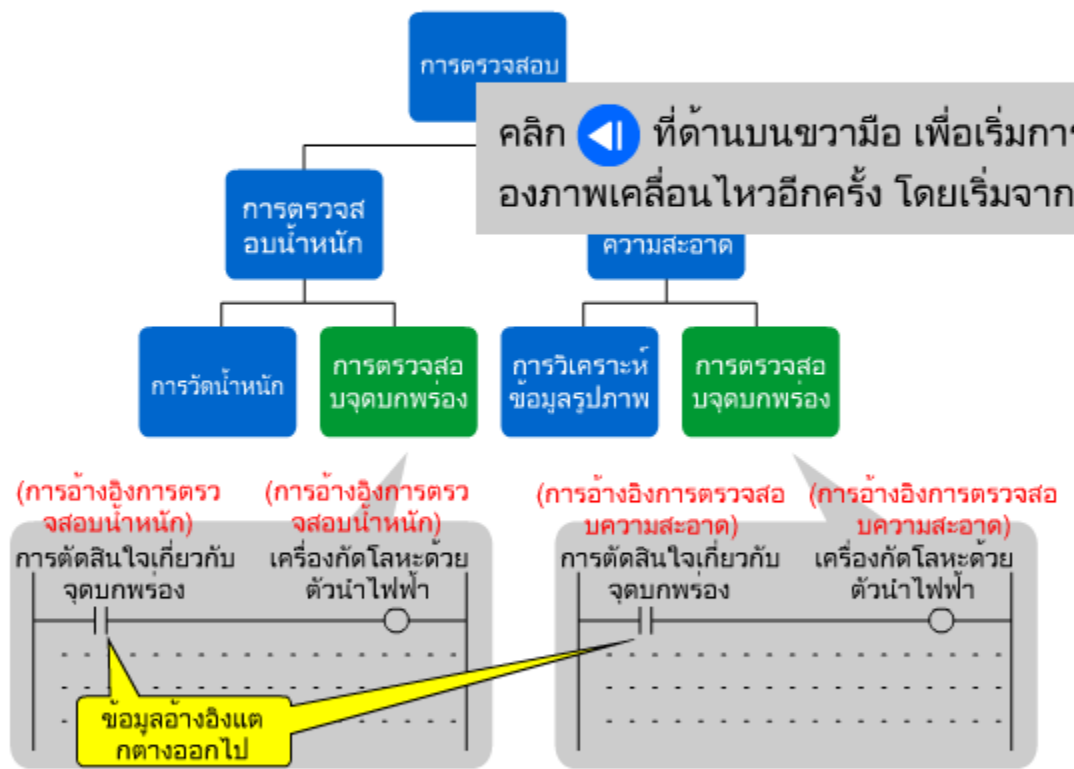 การตรวจสอบ
คลิก ที่ด้านบนขวามือ เพื่อเริ่มการ
องภาพเคลื่อนไหวอีกครั้ง โดยเริ่มจาก
การตรวจส
อบน้ำหนัก
ความสะอาด
การวัดน้ำหนัก
การตรวจสอ
บจุดบกพร่อง
การวิเคราะห์
ข้อมูลรูปภาพ
การตรวจสอ
บจุดบกพร่อง
(การอ้างอิงการตรว
จสอบน้ำหนัก)
(การอ้างอิงการตรว
จสอบน้ำหนัก)
(การอ้างอิงการตรวจสอ
บความสะอาด)
(การอ้างอิงการตรวจสอ
บความสะอาด)
การตัดสินใจเกี่ยวกับ
จุดบกพร่อง
เครื่องกัดโลหะด้วย
ตัวนำไฟฟ้า
การตัดสินใจเกี่ยวกับ
จุดบกพร่อง
เครื่องกัดโลหะด้วย
ตัวนำไฟฟ้า
ข้อมูลอ้างอิงแต
กต่างออกไป